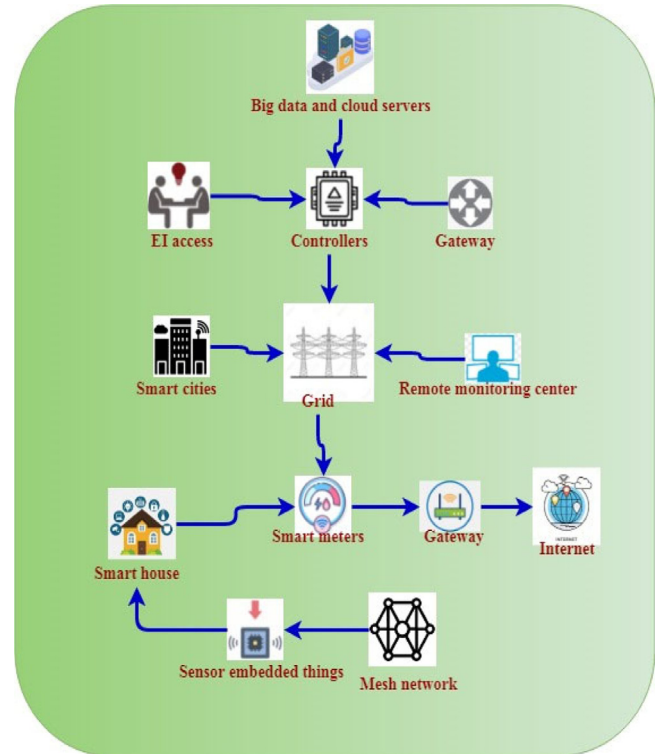 Big data and cloud servers
EI access
Controllers
Gateway
Smart cities
Grid
Remote monitoring center
Smart meters
Gateway
Internet
INTERNET
Smart house
Sensor embedded things
Mesh network